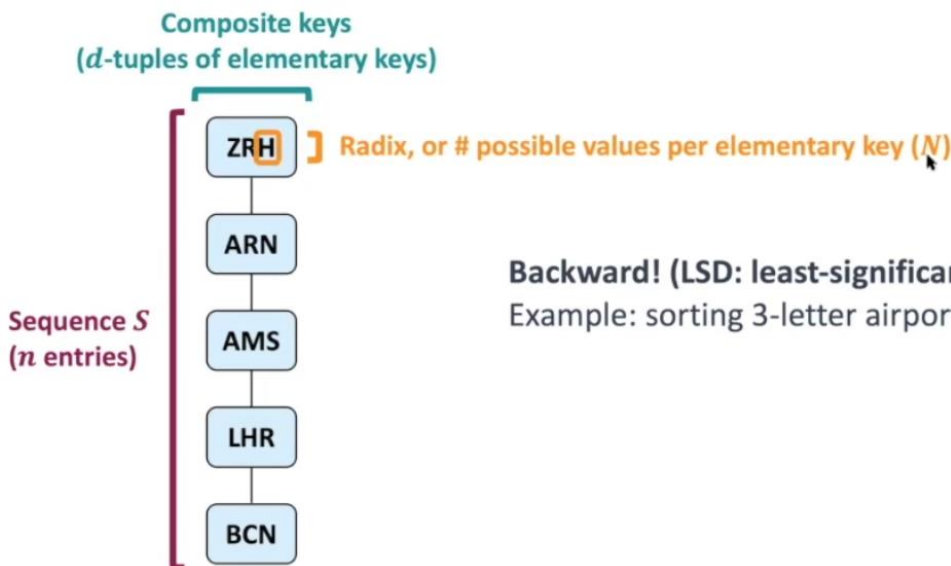 Composite keys
(d-tuples of elementary keys)
ZRH
Radix, or # possible values per elementary key (N)
ARN
Backward! (LSD: least-significan
Example: sorting 3-letter airpor
AMS
Sequence S
(n entries)
LHR
BCN